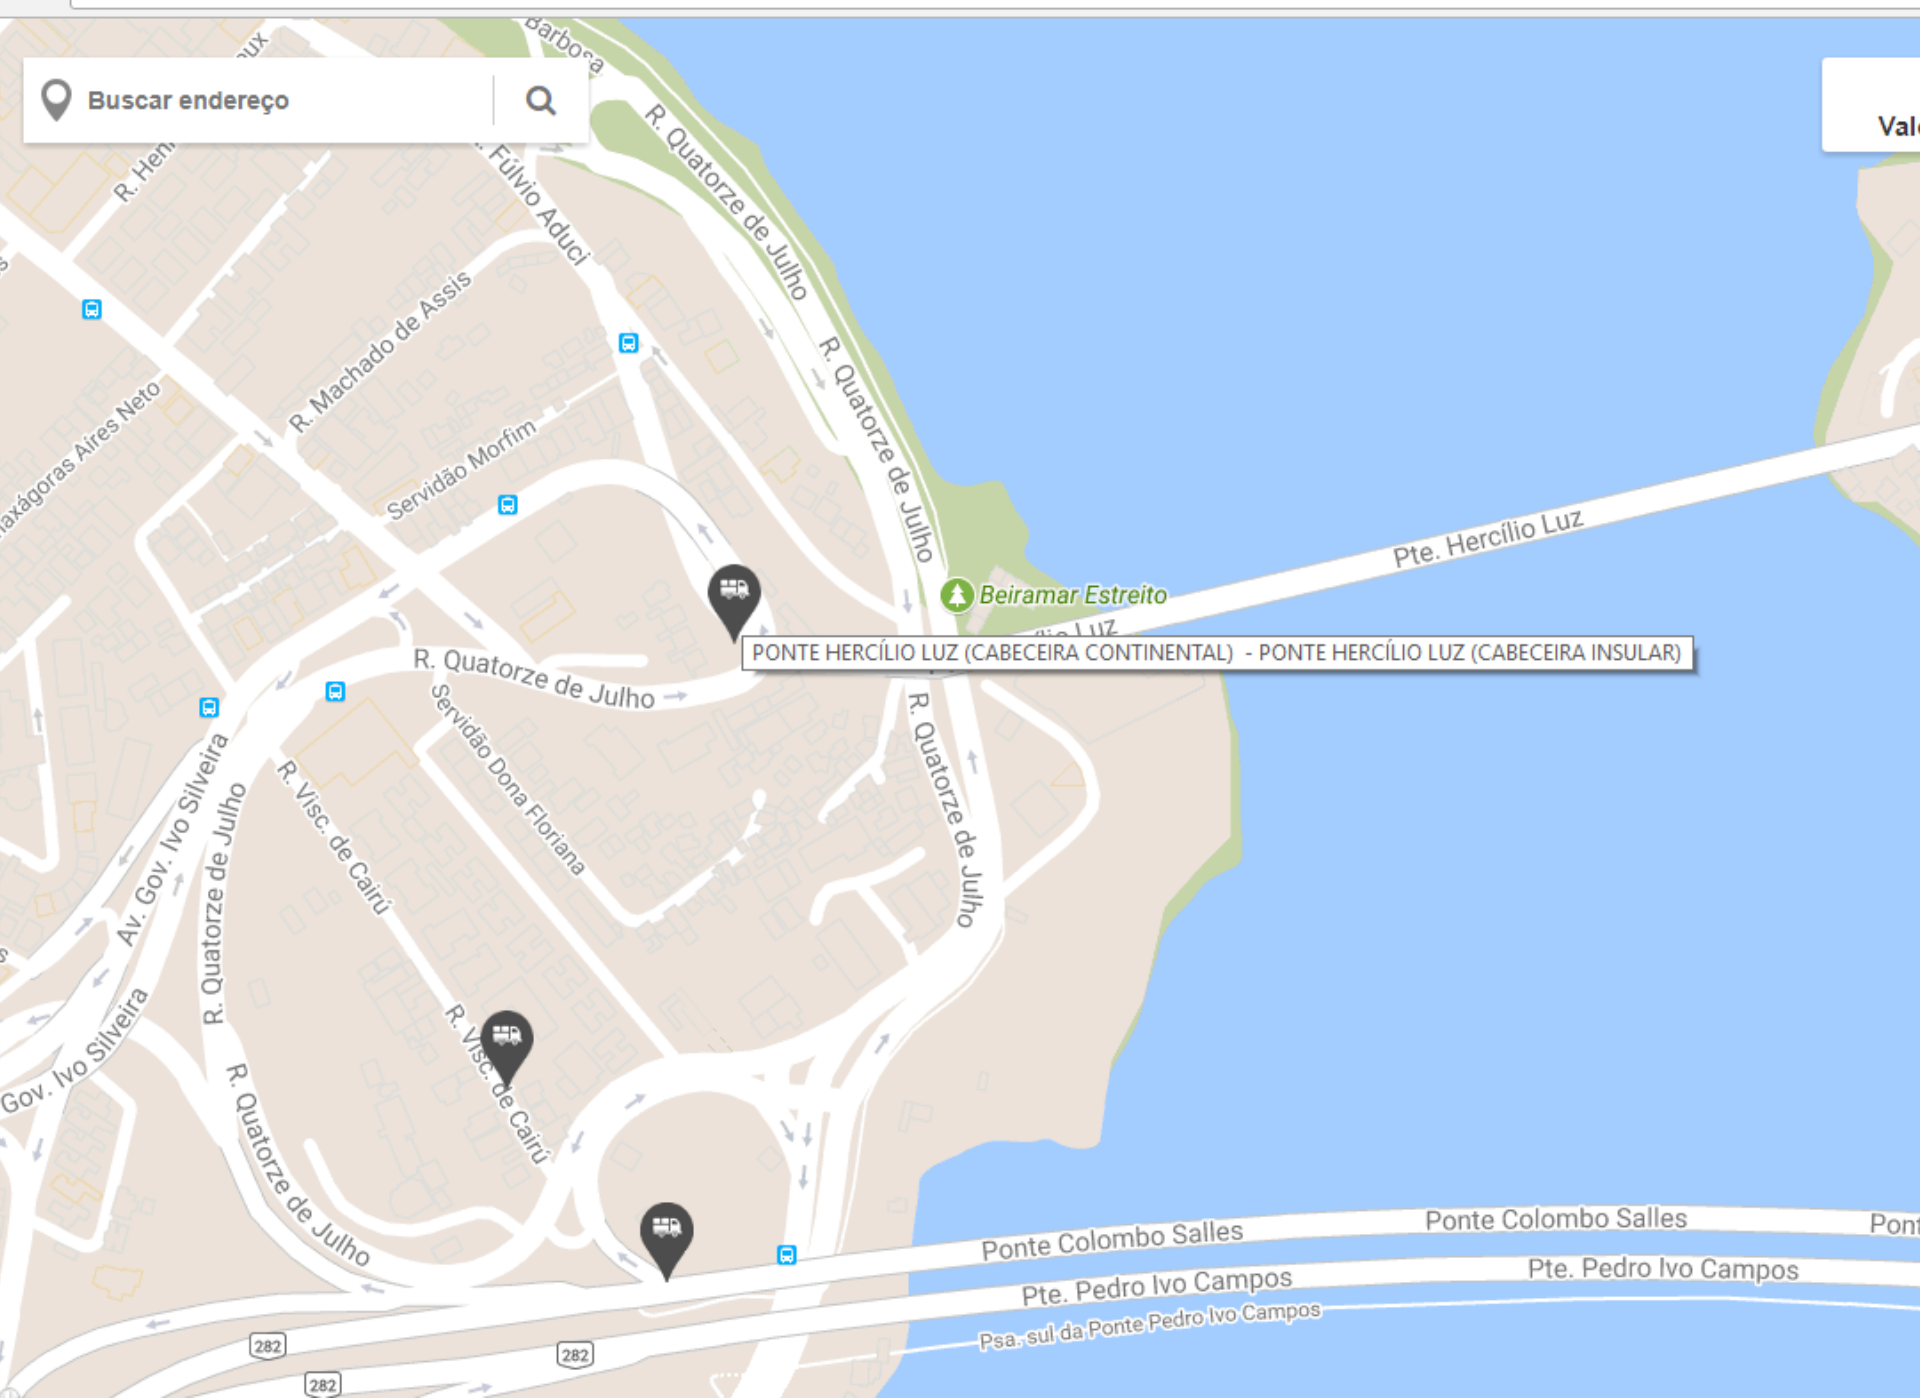 Barbosa
Buscar endereço
Vale
R. Quatorze de Julho
Fúlvio Aduci
R. Machado de Assis
R. Quatorze de Julho
Servidão Morfim
Pte. Hercílio Luz
Beiramar Estreito
Luz
PONTE HERCÍLIO LUZ (CABECEIRA CONTINENTAL) - PONTE HERCÍLIO LUZ (CABECEIRA INSULAR)
R. Quatorze de Julho
Servidão Dona Floriana
R. Quatorze de Julho
Av. Gov. Ivo Silveira
R. Quatorze de Julho
R. Visc. de Cairú
R. Visc. de Cairú
Gov. Ivo Silveira
R. Quatorze de Julho
Ponte Colombo Salles
Ponte Colombo Salles
Pont
Pte. Pedro Ivo Campos
Pte. Pedro Ivo Campos
Psa. sul da Ponte Pedro Ivo Campos
282
282
282